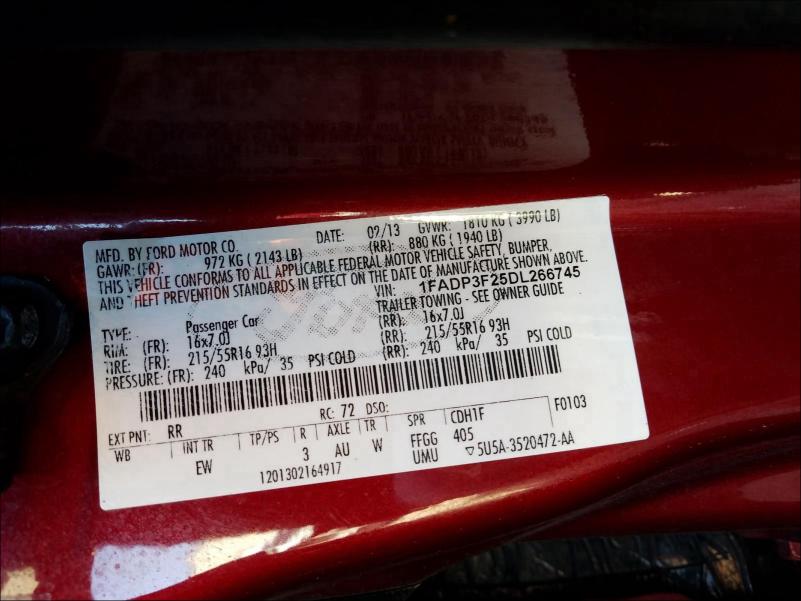 MFD. BY FORD MOTOR CO. DATE: 02/13 GVWR: 1810 KG (3990 LB)
GAWR: (FR): 972 KG (2143 LB) (RR): 880 KG (1940 LB)
THIS VEHICLE CONFORMS TO ALL APPLICABLE FEDERAL MOTOR VEHICLE SAFETY, BUMPER,
AND THEFT PREVENTION STANDARDS IN EFFECT ON THE DATE OF MANUFACTURE SHOWN ABOVE.
VIN: 1FADP3F25DL266745
TYPE: Passenger Car TRAILER TOWING - SEE OWNER GUIDE
RIM: (FR): 16x7.0J (RR): 16x7.0J
TIRE: (FR): 215/55R16 93H (RR): 215/55R16 93H
PRESSURE: (FR): 240 kPa/ 35 PSI COLD (RR): 240 kPa/ 35 PSI COLD
EXT PNT: RR RC: 72 DSO: F0103
WB INT TR TP/PS R AXLE TR SPR CDH1F
EW 3 AU W FFGG 405
1201302164917 UMU ▽5U5A-3520472-AA